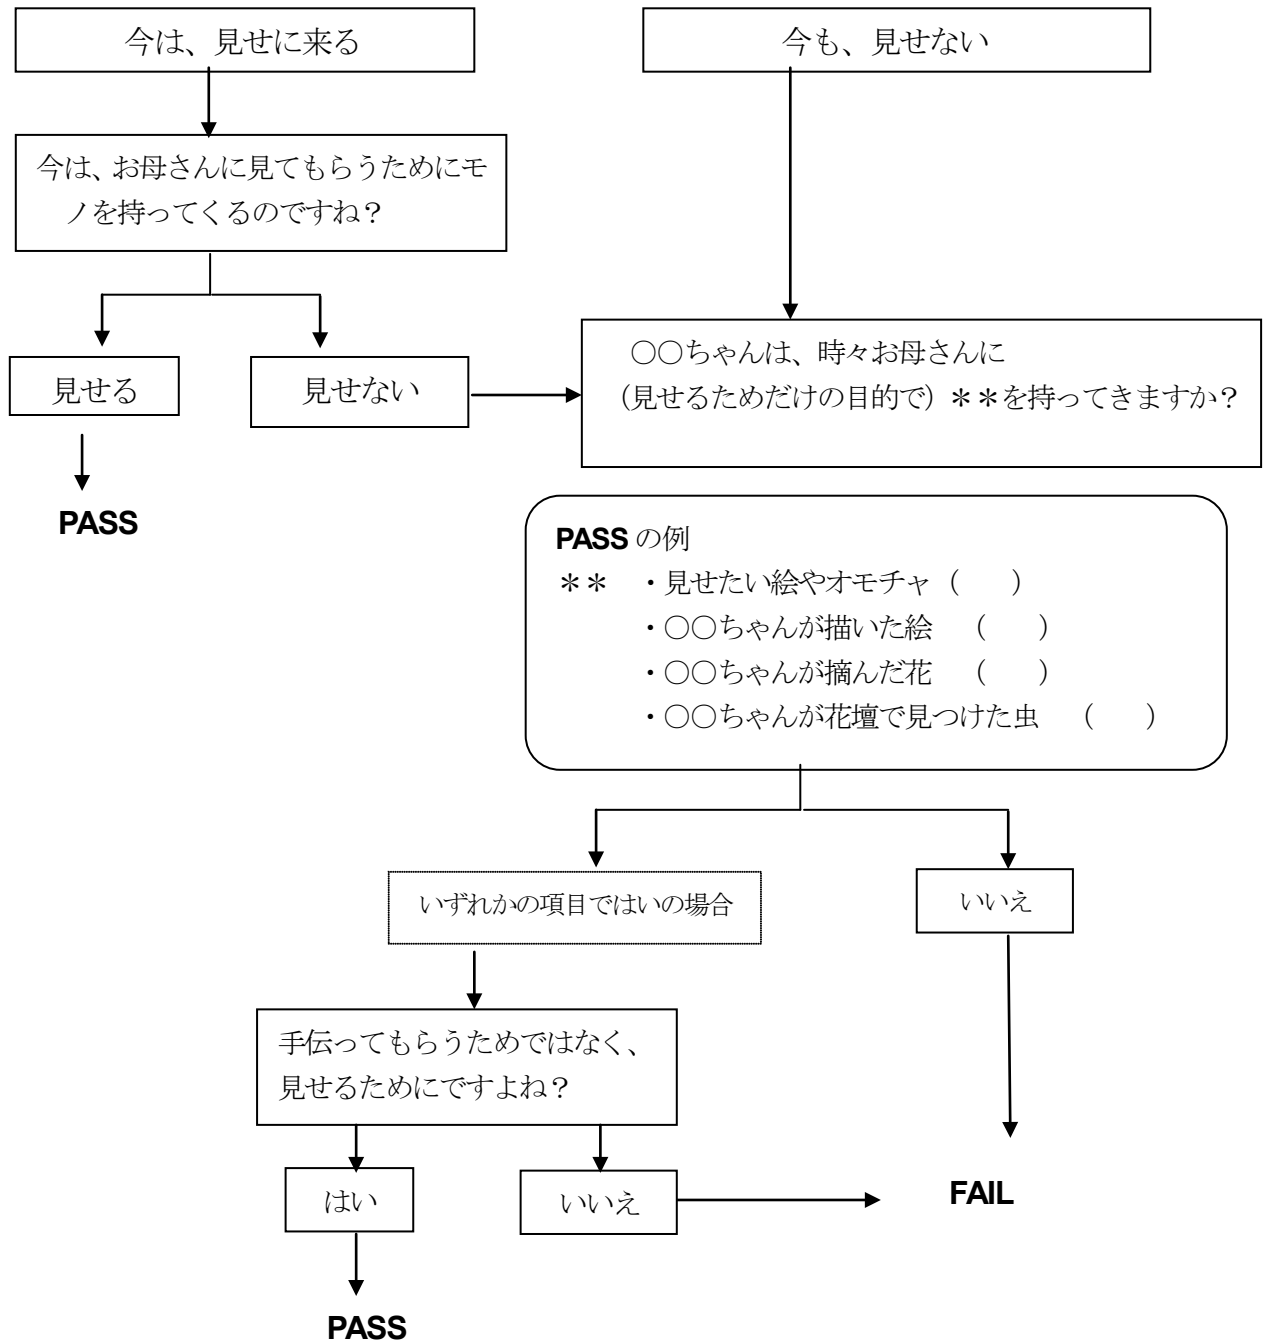 今は、見せに来る
今も、見せない
今は、お母さんに見てもらうためにモ
ノを持ってくるのですね？
見せる
見せない
○○ちゃんは、時々お母さんに
（見せるためだけの目的で）＊＊を持ってきますか？
PASS
PASS の例
＊＊　・見せたい絵やオモチャ（　　）
・○○ちゃんが描いた絵　（　　）
・○○ちゃんが摘んだ花　（　　）
・○○ちゃんが花壇で見つけた虫　（　　）
いずれかの項目ではいの場合
いいえ
手伝ってもらうためではなく、
見せるためにですよね？
はい
いいえ
FAIL
PASS